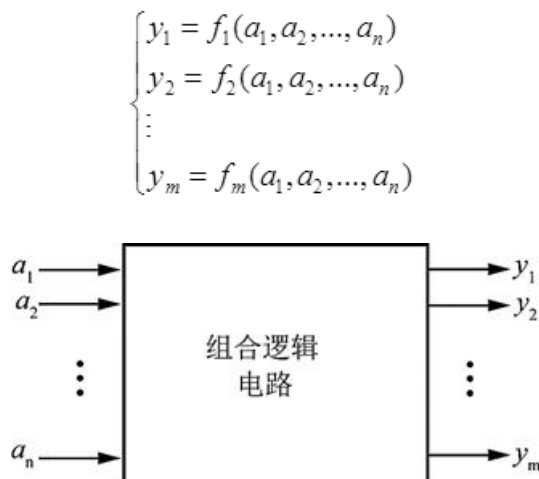 y₁ = f₁(a₁, a₂, ..., aₙ)
y₂ = f₂(a₁, a₂, ..., aₙ)
⋮
yₘ = fₘ(a₁, a₂, ..., aₙ)
a₁ y₁
a₂ y₂
组合逻辑
电路
⋮ ⋮
aₙ yₘ